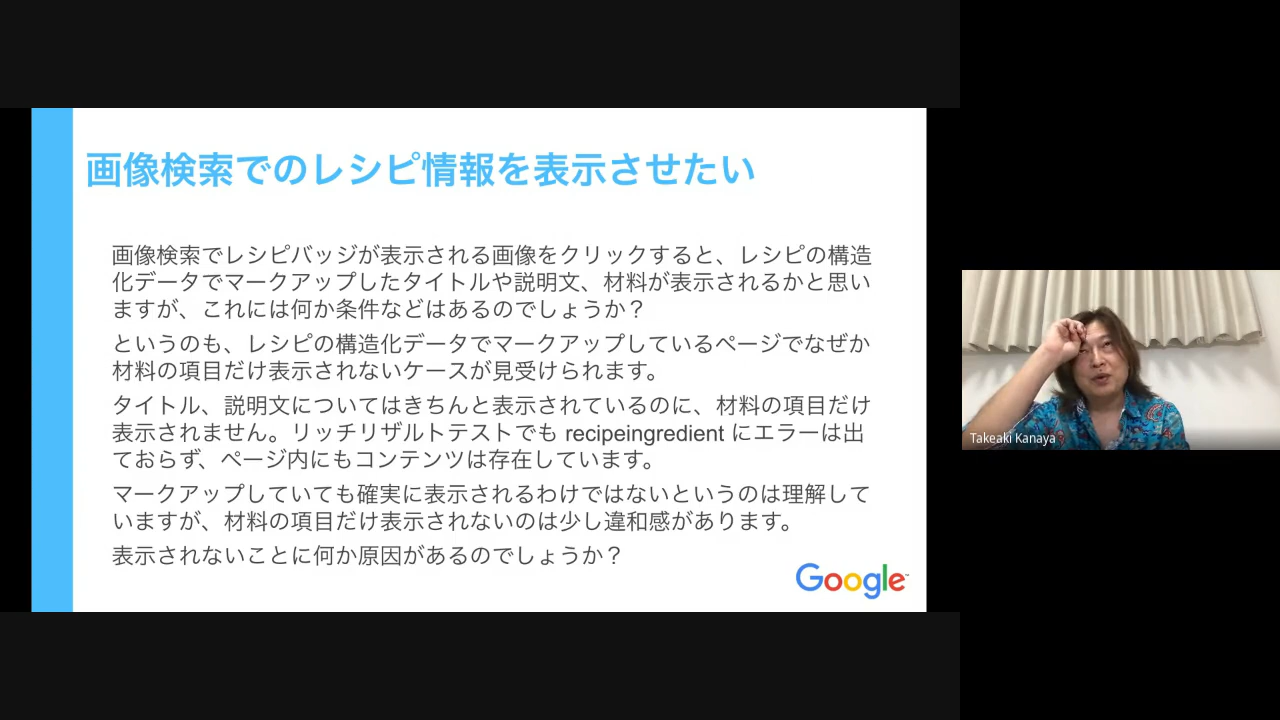 画像検索でのレシピ情報を表示させたい
画像検索でレシピバッジが表示される画像をクリックすると、レシピの構造
化データでマークアップしたタイトルや説明文、材料が表示されるかと思い
ますが、これには何か条件などはあるのでしょうか？
というのも、レシピの構造化データでマークアップしているページでなぜか
材料の項目だけ表示されないケースが見受けられます。
タイトル、説明文についてはきちんと表示されているのに、材料の項目だけ
表示されません。リッチリザルトテストでも recipeingredient にエラーは出
ておらず、ページ内にもコンテンツは存在しています。
マークアップしていても確実に表示されるわけではないというのは理解して
いますが、材料の項目だけ表示されないのは少し違和感があります。
表示されないことに何か原因があるのでしょうか？
Google
Takeaki Kanaya